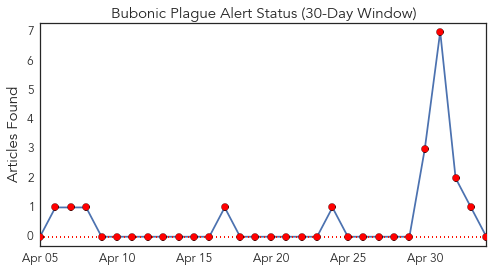 Bubonic Plague Alert Status (30-Day Window)
Articles Found
7
6
5
4
3
2
1
0
Apr 05 Apr 10 Apr 15 Apr 20 Apr 25 Apr 30